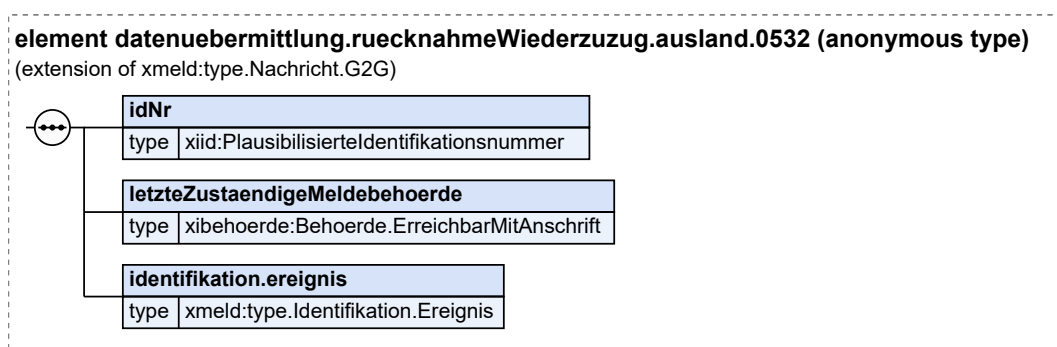 element datenuebermittlung.ruecknahmeWiederzuzug.ausland.0532 (anonymous type)
(extension of xmeld:type.Nachricht.G2G)
idNr
type xiid:PlausibilisierteIdentifikationsnummer
letzteZustaendigeMeldebehoerde
type xibehoerde:Behoerde.ErreichbarMitAnschrift
identifikation.ereignis
type xmeld:type.Identifikation.Ereignis